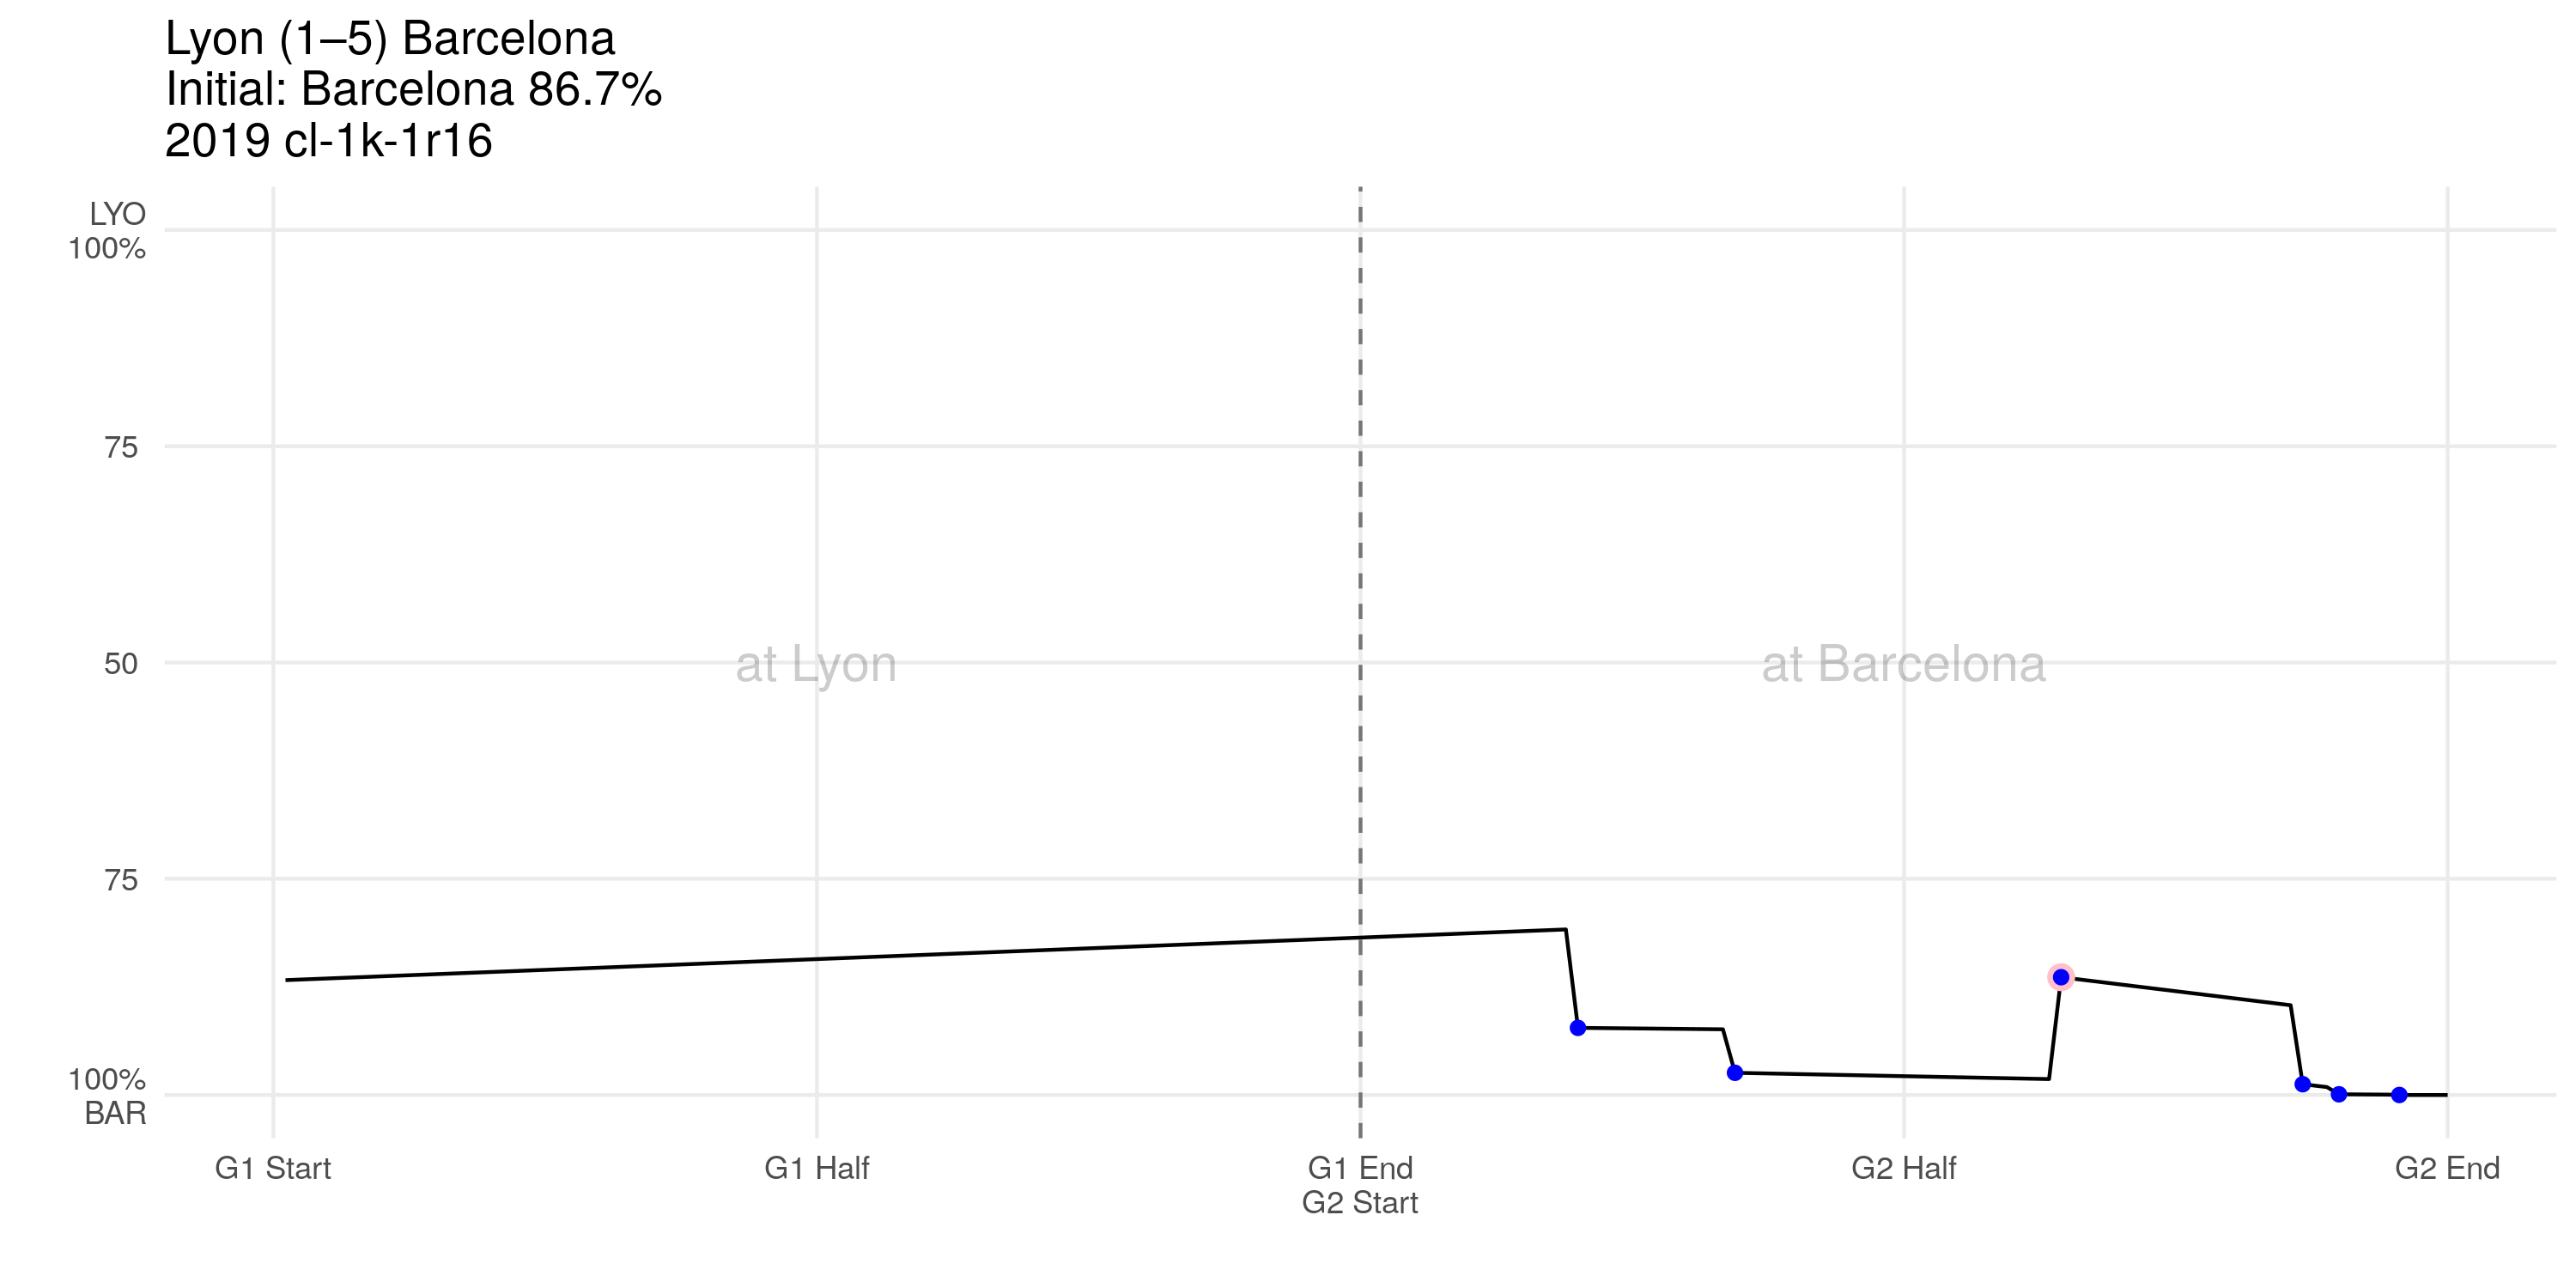 Lyon (1–5) Barcelona
Initial: Barcelona 86.7%
2019 cl-1k-1r16
LYO
100%
75
50
at Lyon
at Barcelona
75
100%
BAR
G1 Start
G1 Half
G1 End
G2 Start
G2 Half
G2 End